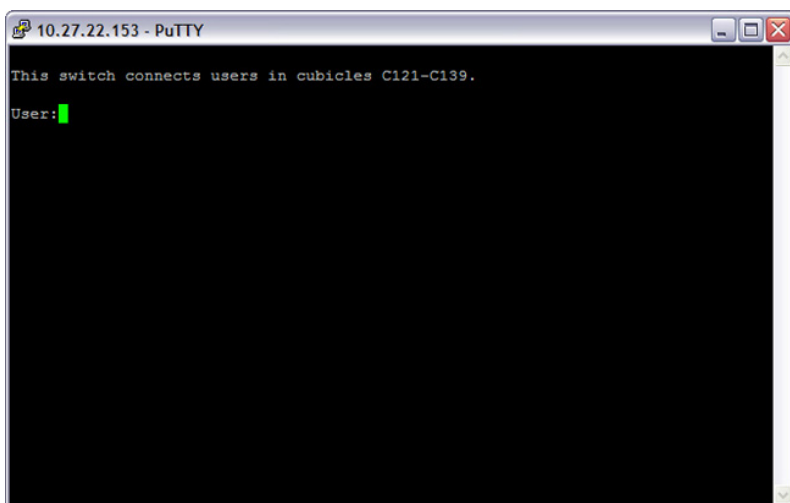 10.27.22.153 - PuTTY
This switch connects users in cubicles C121-C139.
User: